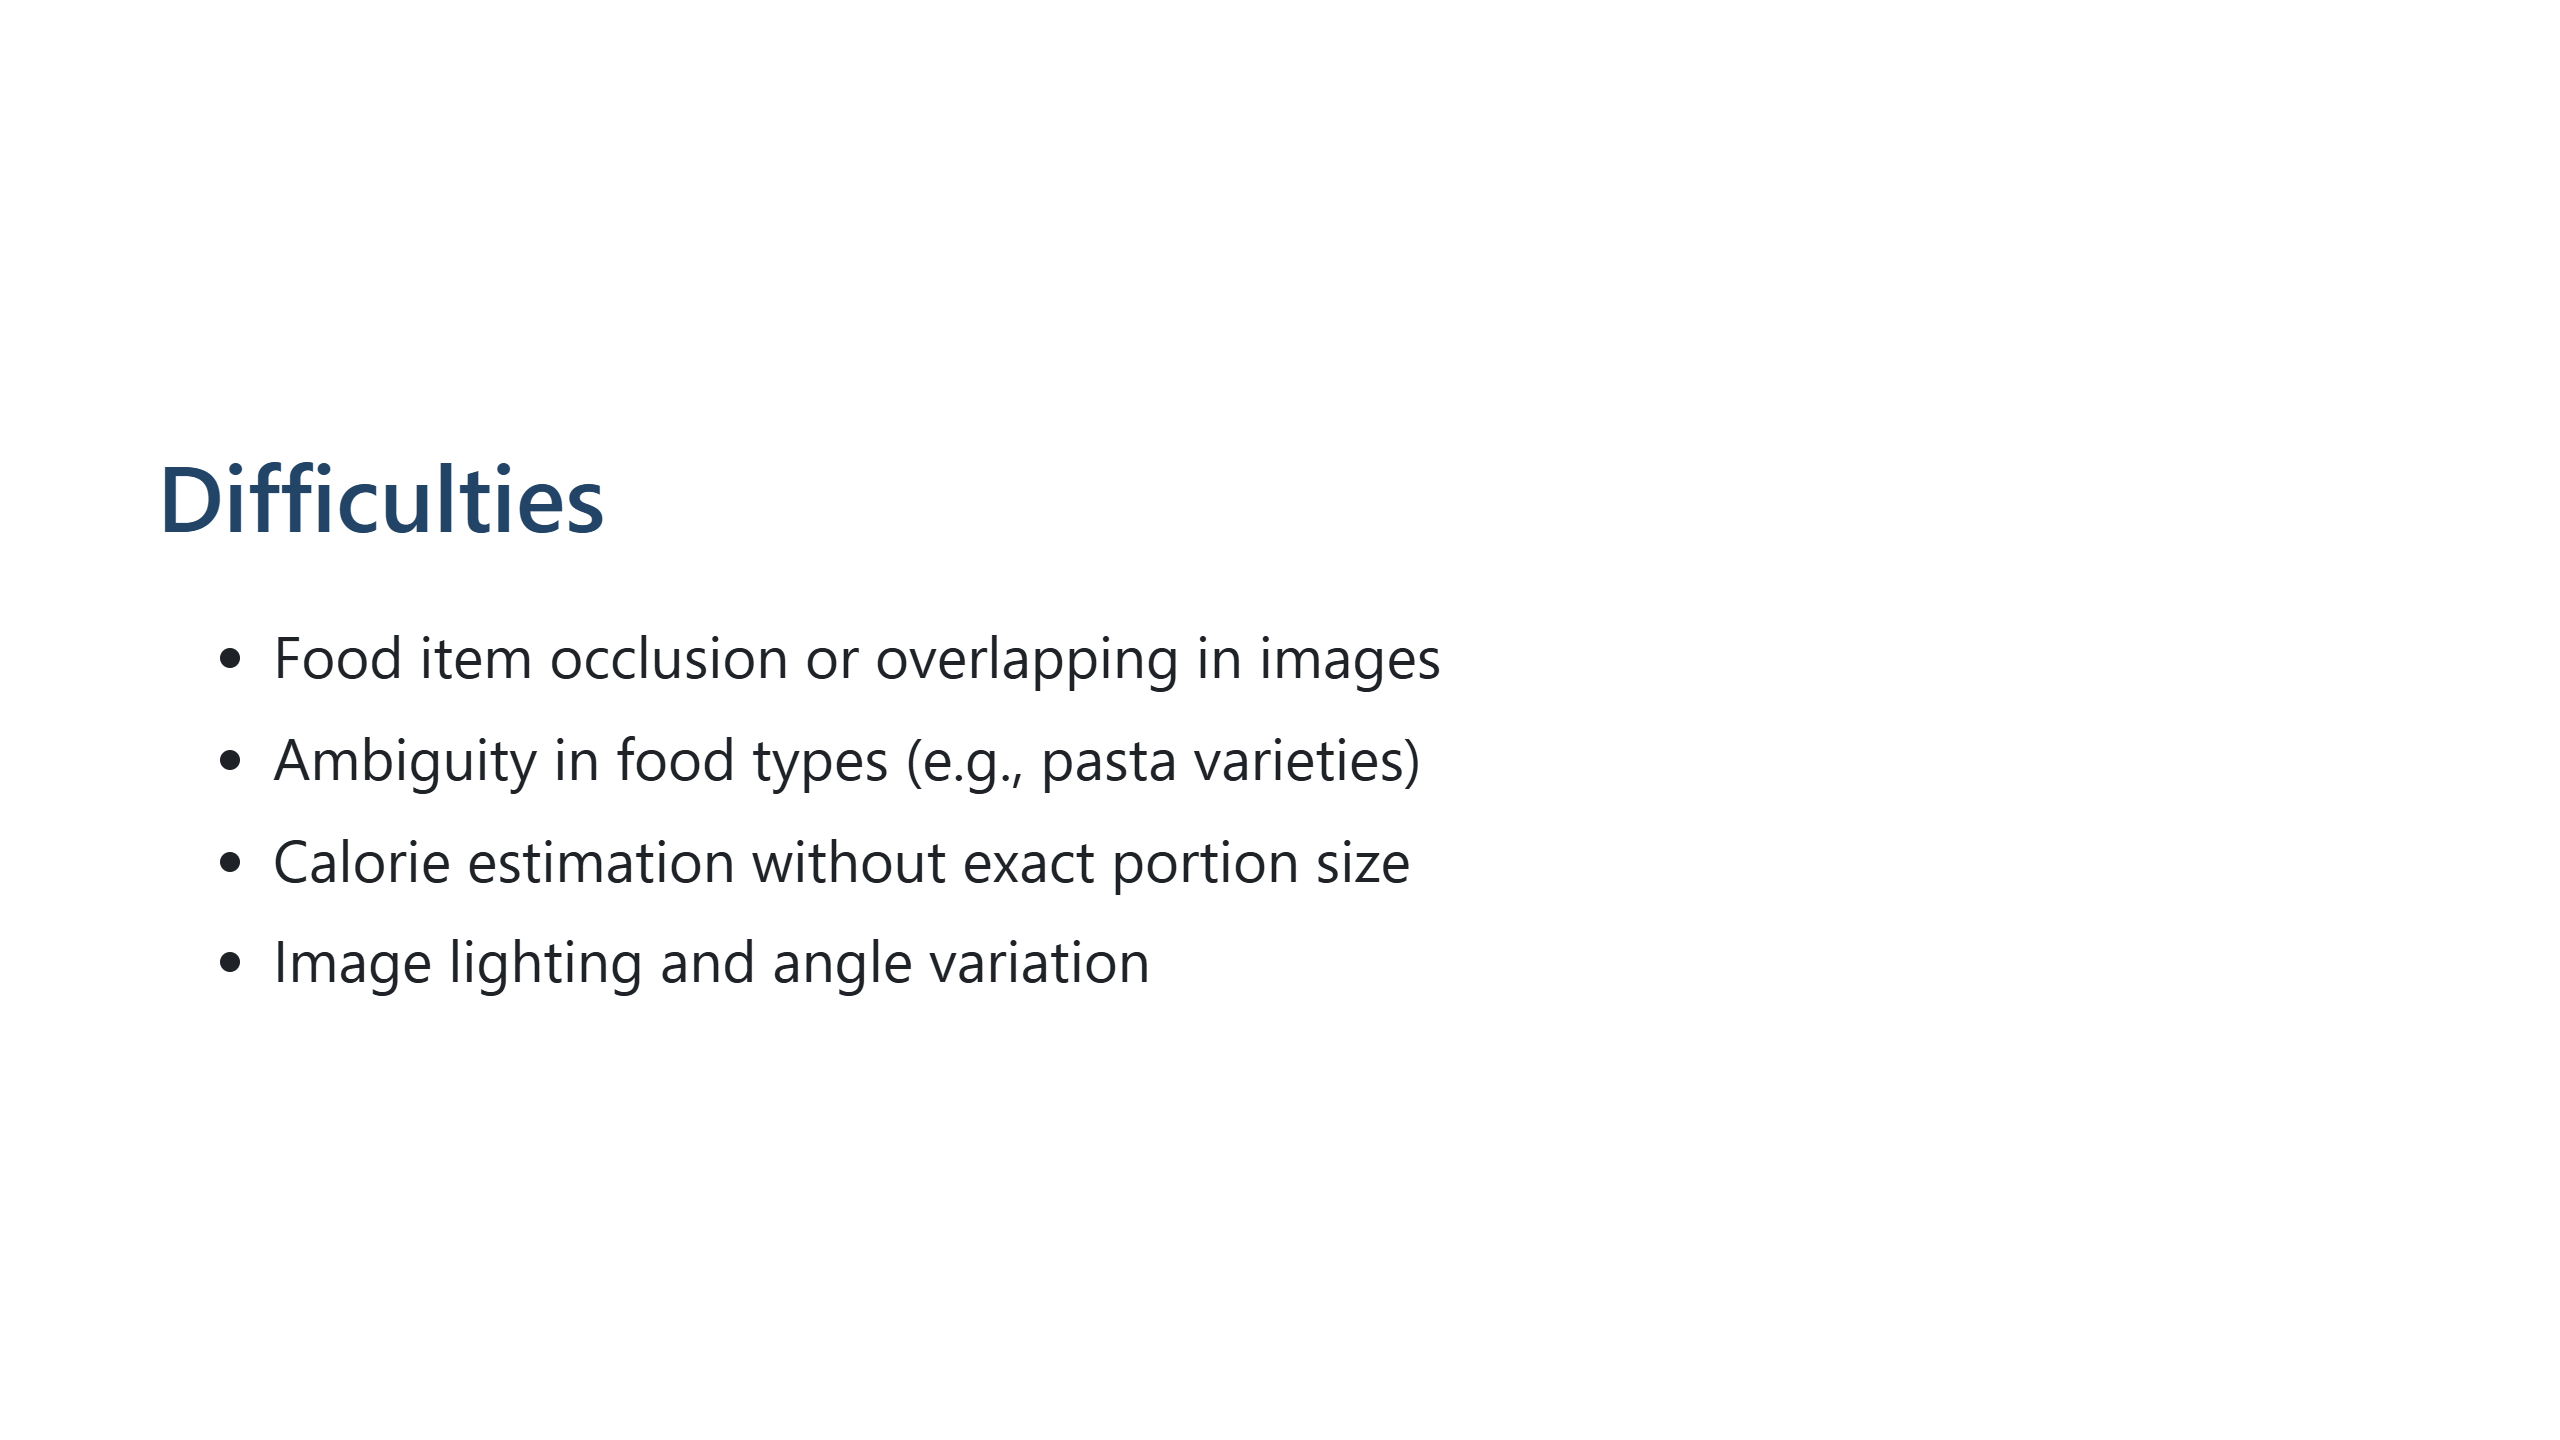 Difficulties
• Food item occlusion or overlapping in images
• Ambiguity in food types (e.g., pasta varieties)
• Calorie estimation without exact portion size
• Image lighting and angle variation